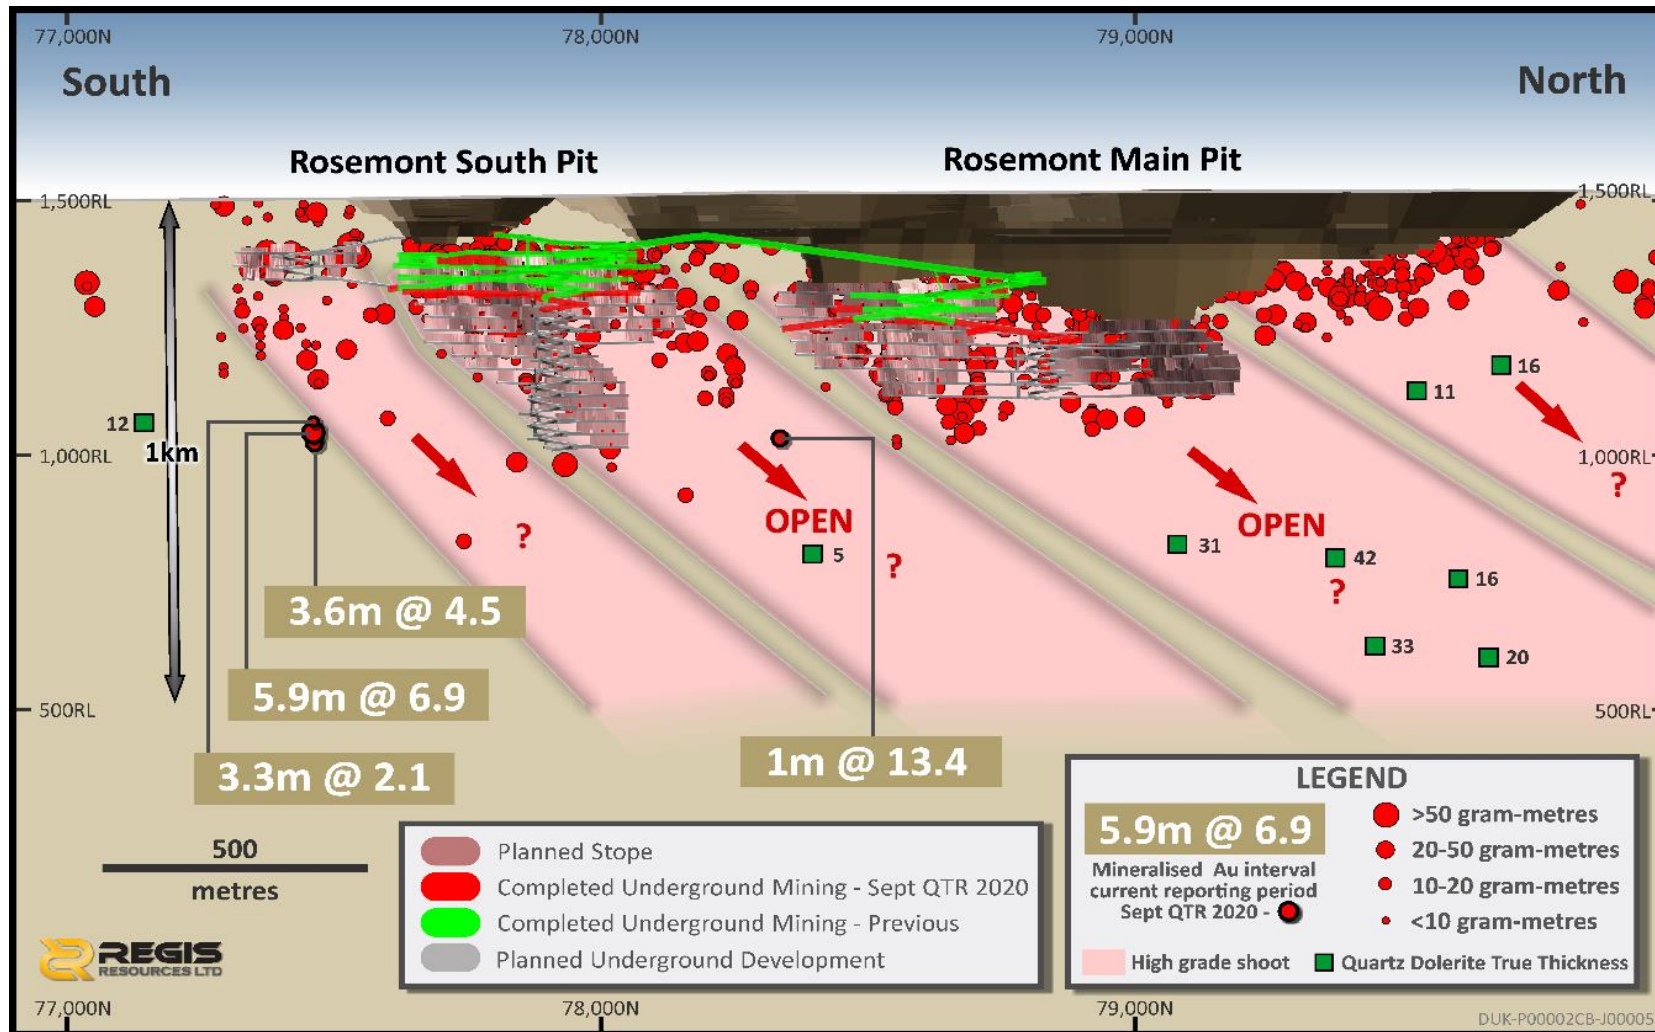 77,000N 78,000N 79,000N
South North
Rosemont South Pit Rosemont Main Pit
1,500RL 1,500RL
16
11
12
1km
1,000RL 1,000RL
?
OPEN OPEN
?
31
5 42
?
16
?
33
20
3.6m @ 4.5
5.9m @ 6.9
500RL 500RL
3.3m @ 2.1
1m @ 13.4
500
metres
Planned Stope
Completed Underground Mining - Sept QTR 2020
Completed Underground Mining - Previous
Planned Underground Development
LEGEND
5.9m @ 6.9
Mineralised Au interval
current reporting period
Sept QTR 2020 -
>50 gram-metres
20-50 gram-metres
10-20 gram-metres
<10 gram-metres
High grade shoot Quartz Dolerite True Thickness
REGIS
RESOURCES LTD
77,000N 78,000N 79,000N
DUK-P00002CB-J00005